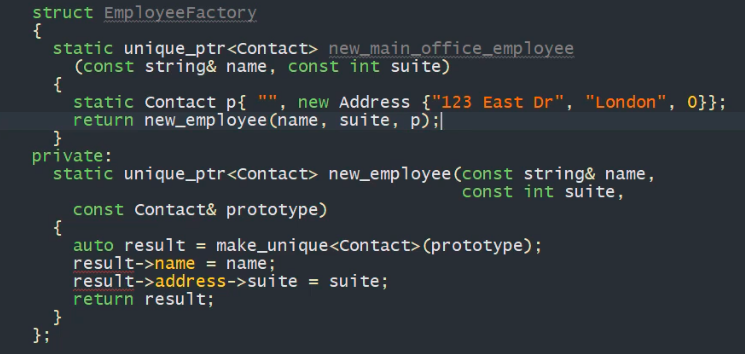 struct EmployeeFactory
{
  static unique_ptr<Contact> new_main_office_employee
    (const string& name, const int suite)
  {
    static Contact p{ "", new Address {"123 East Dr", "London", 0}};
    return new_employee(name, suite, p);
  }
private:
  static unique_ptr<Contact> new_employee(const string& name,
                                          const int suite,
    const Contact& prototype)
  {
    auto result = make_unique<Contact>(prototype);
    result->name = name;
    result->address->suite = suite;
    return result;
  }
};